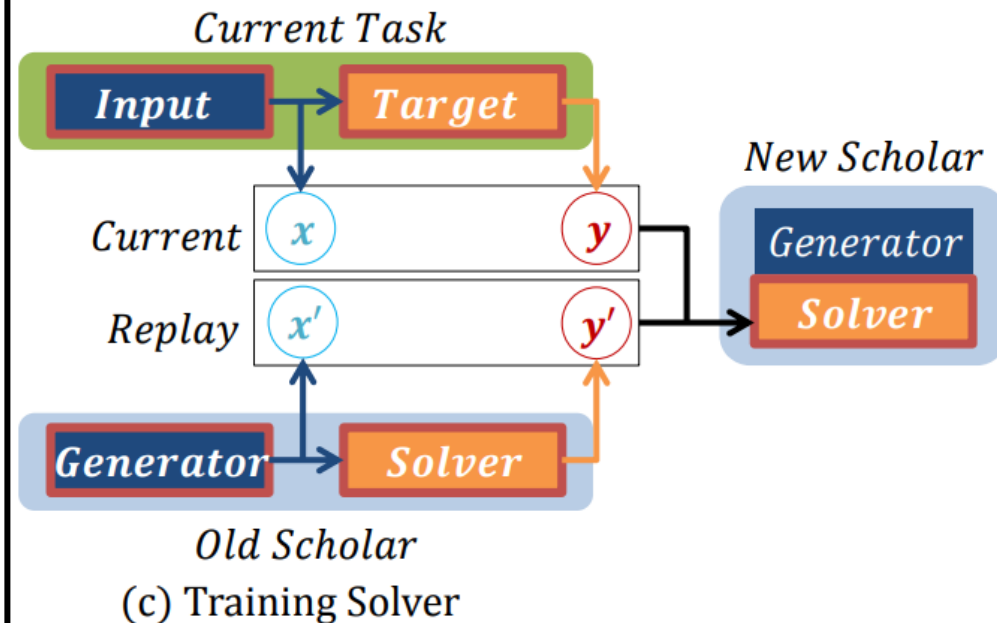 Current Task
Input
Target
New Scholar
Current
x
y
Generator
Solver
Replay
x'
y'
Generator
Solver
Old Scholar
(c) Training Solver